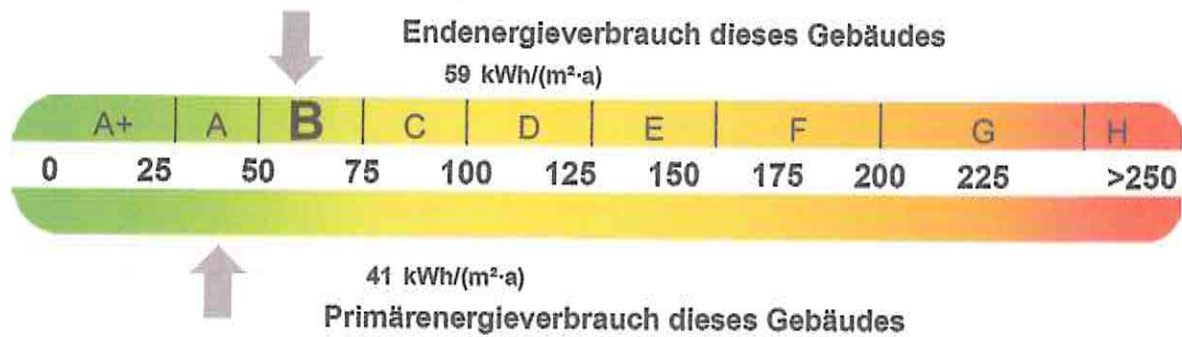 Endenergieverbrauch dieses Gebäudes
59 kWh/(m²·a)
A+ A B C D E F G H
0 25 50 75 100 125 150 175 200 225 >250
41 kWh/(m²·a)
Primärenergieverbrauch dieses Gebäudes